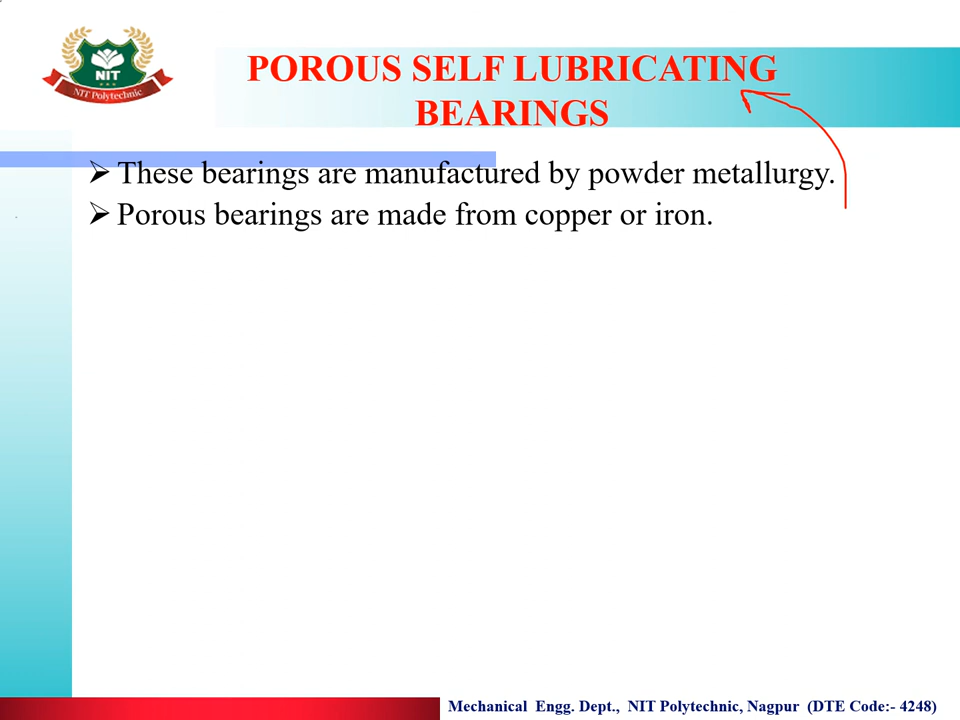 NIT
NIT Polytechnic
POROUS SELF LUBRICATING
BEARINGS
➢ These bearings are manufactured by powder metallurgy.
➢ Porous bearings are made from copper or iron.
Mechanical Engg. Dept., NIT Polytechnic, Nagpur (DTE Code:- 4248)